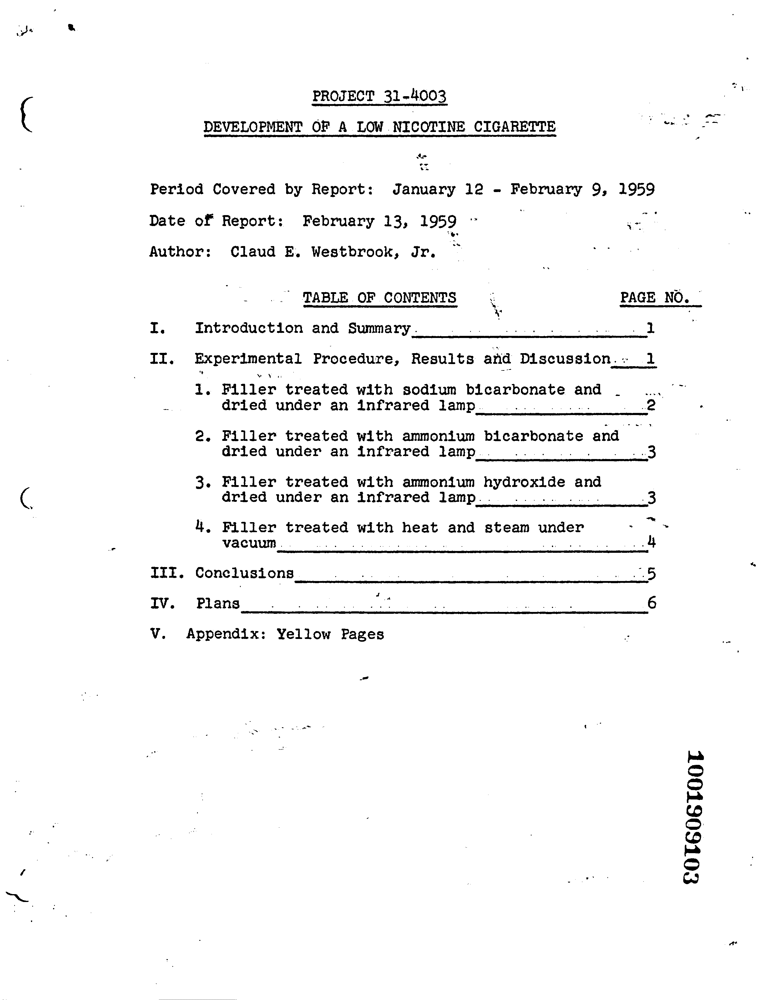 PROJECT 31-4003
DEVELOPMENT OF A LOW NICOTINE CIGARETTE
Period Covered by Report: January 12 - February 9, 1959
Date of Report: February 13, 1959
Author: Claud E. Westbrook, Jr.
TABLE OF CONTENTS PAGE NO.
I. Introduction and Summary 1
II. Experimental Procedure, Results and Discussion 1
1. Filler treated with sodium bicarbonate and
dried under an infrared lamp 2
2. Filler treated with ammonium bicarbonate and
dried under an infrared lamp 3
3. Filler treated with ammonium hydroxide and
dried under an infrared lamp 3
4. Filler treated with heat and steam under
vacuum 4
III. Conclusions 5
IV. Plans 6
V. Appendix: Yellow Pages
1001909103